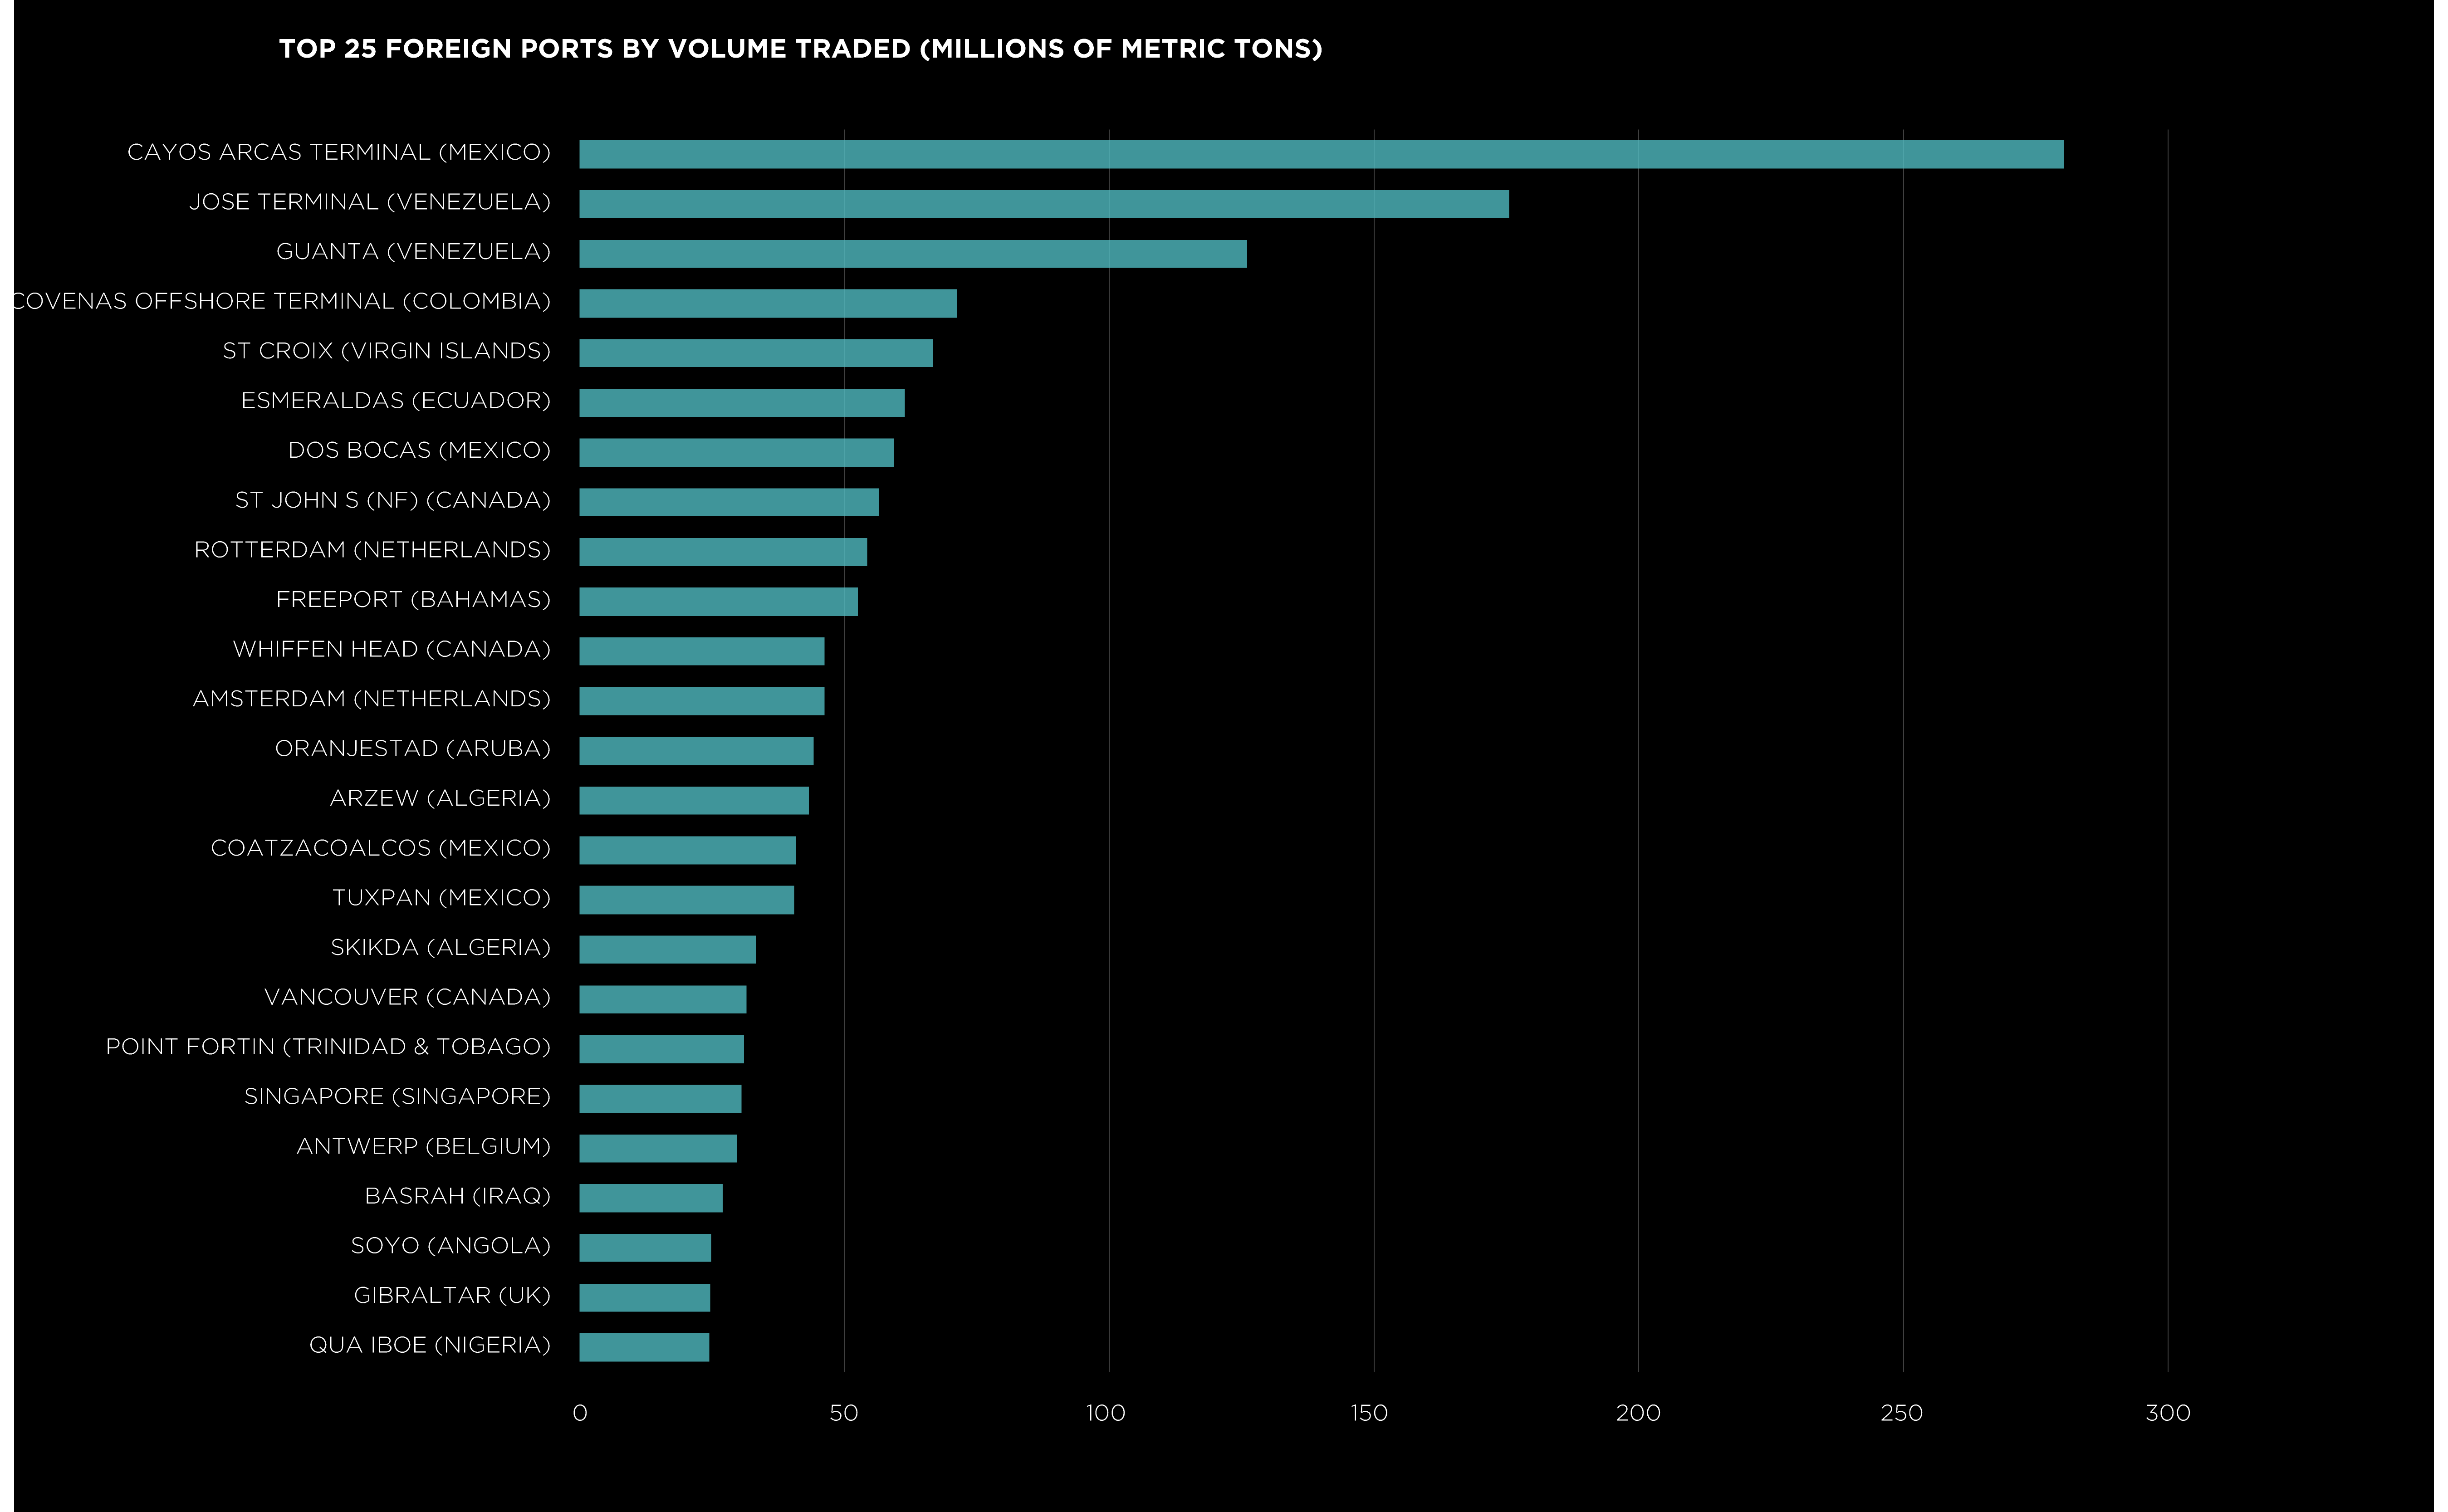 TOP 25 FOREIGN PORTS BY VOLUME TRADED (MILLIONS OF METRIC TONS)
CAYOS ARCAS TERMINAL (MEXICO)
JOSE TERMINAL (VENEZUELA)
GUANTA (VENEZUELA)
COVENAS OFFSHORE TERMINAL (COLOMBIA)
ST CROIX (VIRGIN ISLANDS)
ESMERALDAS (ECUADOR)
DOS BOCAS (MEXICO)
ST JOHN S (NF) (CANADA)
ROTTERDAM (NETHERLANDS)
FREEPORT (BAHAMAS)
WHIFFEN HEAD (CANADA)
AMSTERDAM (NETHERLANDS)
ORANJESTAD (ARUBA)
ARZEW (ALGERIA)
COATZACOALCOS (MEXICO)
TUXPAN (MEXICO)
SKIKDA (ALGERIA)
VANCOUVER (CANADA)
POINT FORTIN (TRINIDAD & TOBAGO)
SINGAPORE (SINGAPORE)
ANTWERP (BELGIUM)
BASRAH (IRAQ)
SOYO (ANGOLA)
GIBRALTAR (UK)
QUA IBOE (NIGERIA)
0 50 100 150 200 250 300